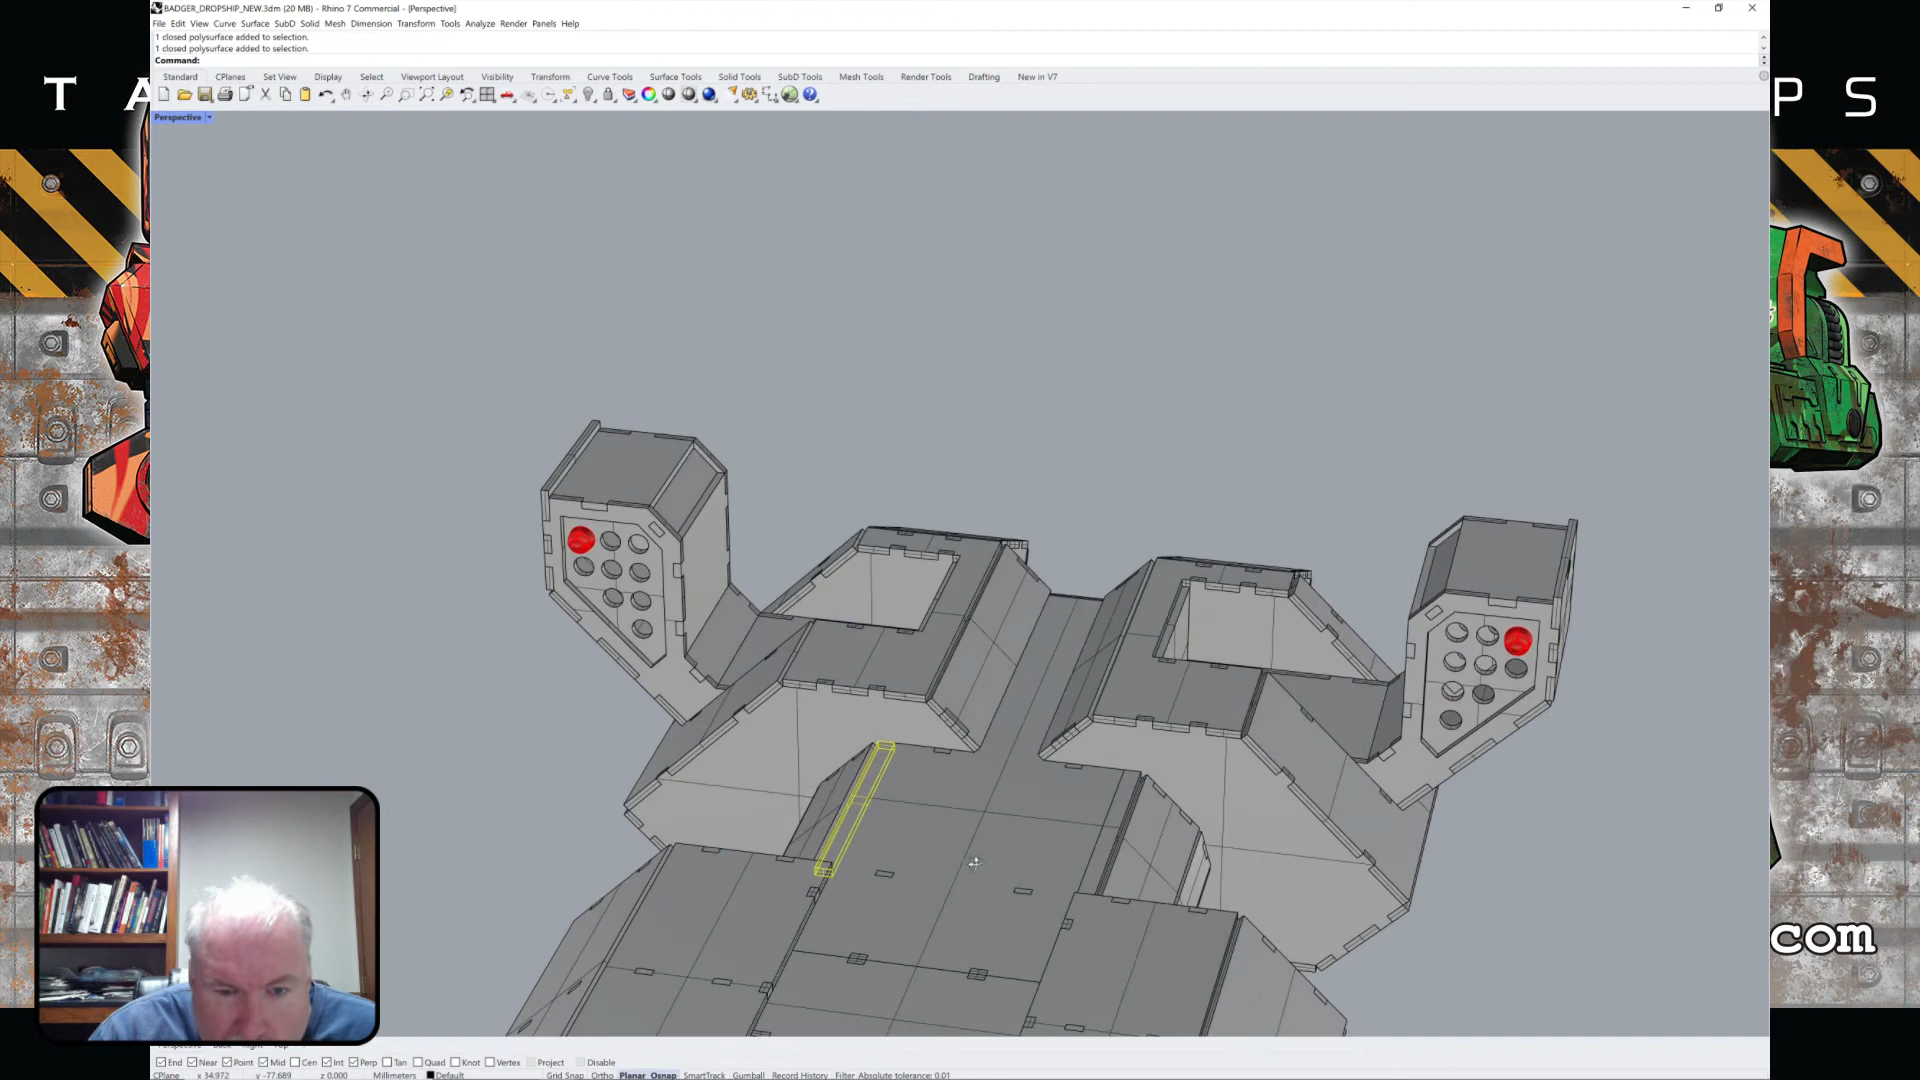 BADGER_DROPSHIP_NEW.3dm (20 MB) - Rhino 7 Commercial - [Perspective]
File Edit View Curve Surface SubD Solid Mesh Dimension Transform Tools Analyze Render Panels Help
1 closed polysurface added to selection.
1 closed polysurface added to selection.
Command:
Standard CPlanes Set View Display Select Viewport Layout Visibility Transform Curve Tools Surface Tools Solid Tools SubD Tools Mesh Tools Render Tools Drafting New in V7
T A
P S
Perspective
com
End Near Point Mid Cen Int Perp Tan Quad Knot Vertex Project Disable
CPlane x 34.972 y -77.689 z 0.000 Millimeters Default Grid Snap Ortho Planar Osnap SmartTrack Gumball Record History Filter Absolute tolerance: 0.01